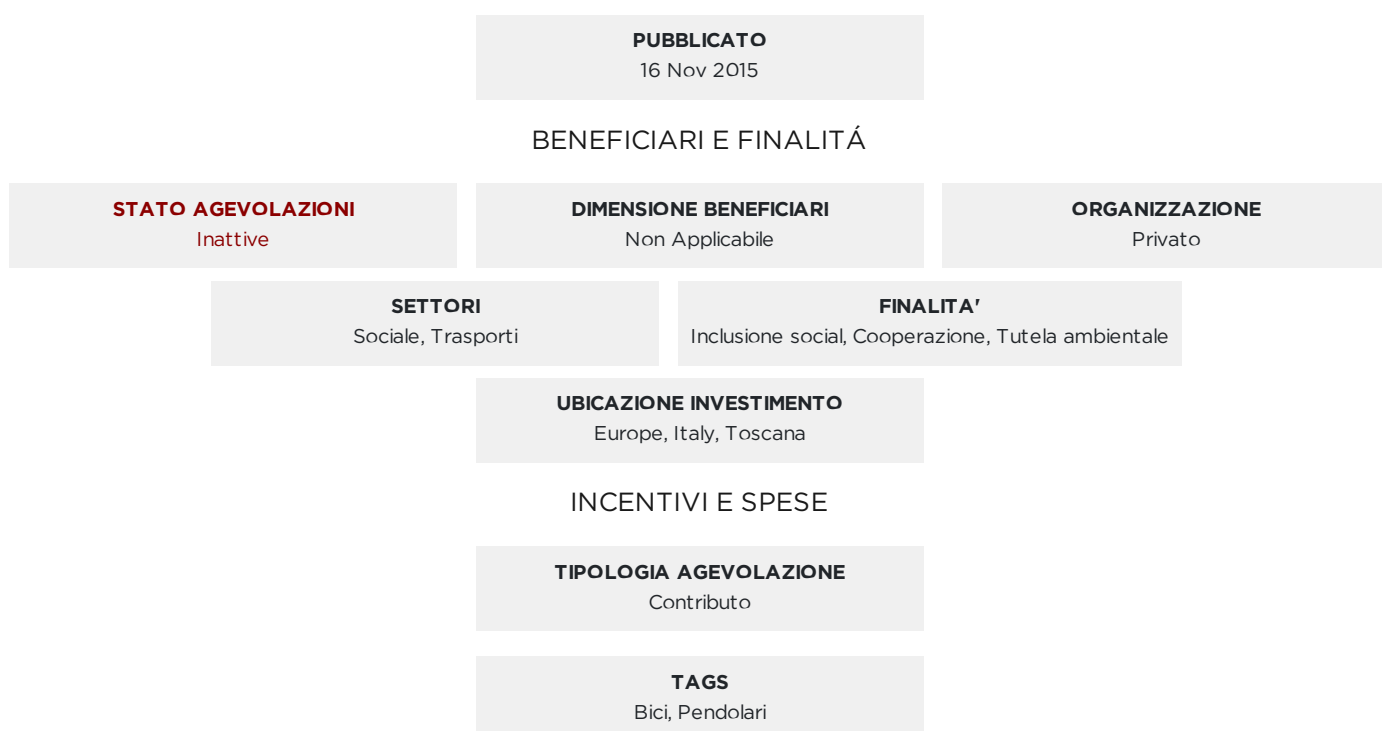 PUBBLICATO
16 Nov 2015
BENEFICIARI E FINALITÁ
STATO AGEVOLAZIONI
Inattive
DIMENSIONE BENEFICIARI
Non Applicabile
ORGANIZZAZIONE
Privato
SETTORI
Sociale, Trasporti
FINALITA'
Inclusione social, Cooperazione, Tutela ambientale
UBICAZIONE INVESTIMENTO
Europe, Italy, Toscana
INCENTIVI E SPESE
TIPOLOGIA AGEVOLAZIONE
Contributo
TAGS
Bici, Pendolari